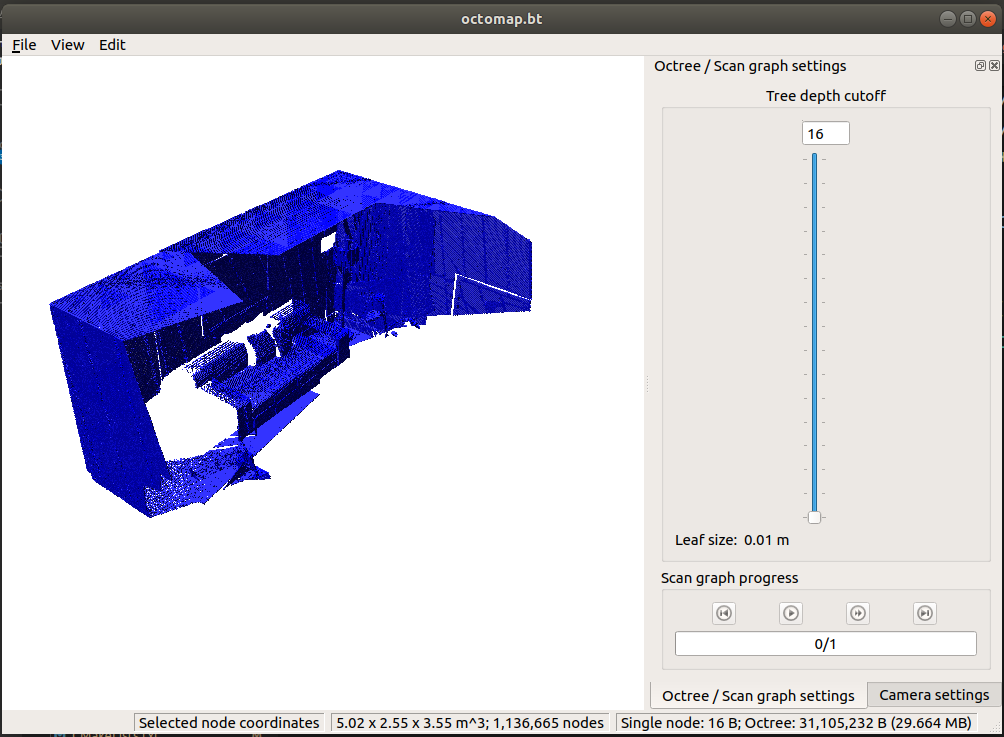 octomap.bt
File View Edit
Octree / Scan graph settings
Tree depth cutoff
16
Leaf size: 0.01 m
Scan graph progress
0/1
Octree / Scan graph settings
Camera settings
Selected node coordinates
5.02 x 2.55 x 3.55 m^3; 1,136,665 nodes
Single node: 16 B; Octree: 31,105,232 B (29.664 MB)